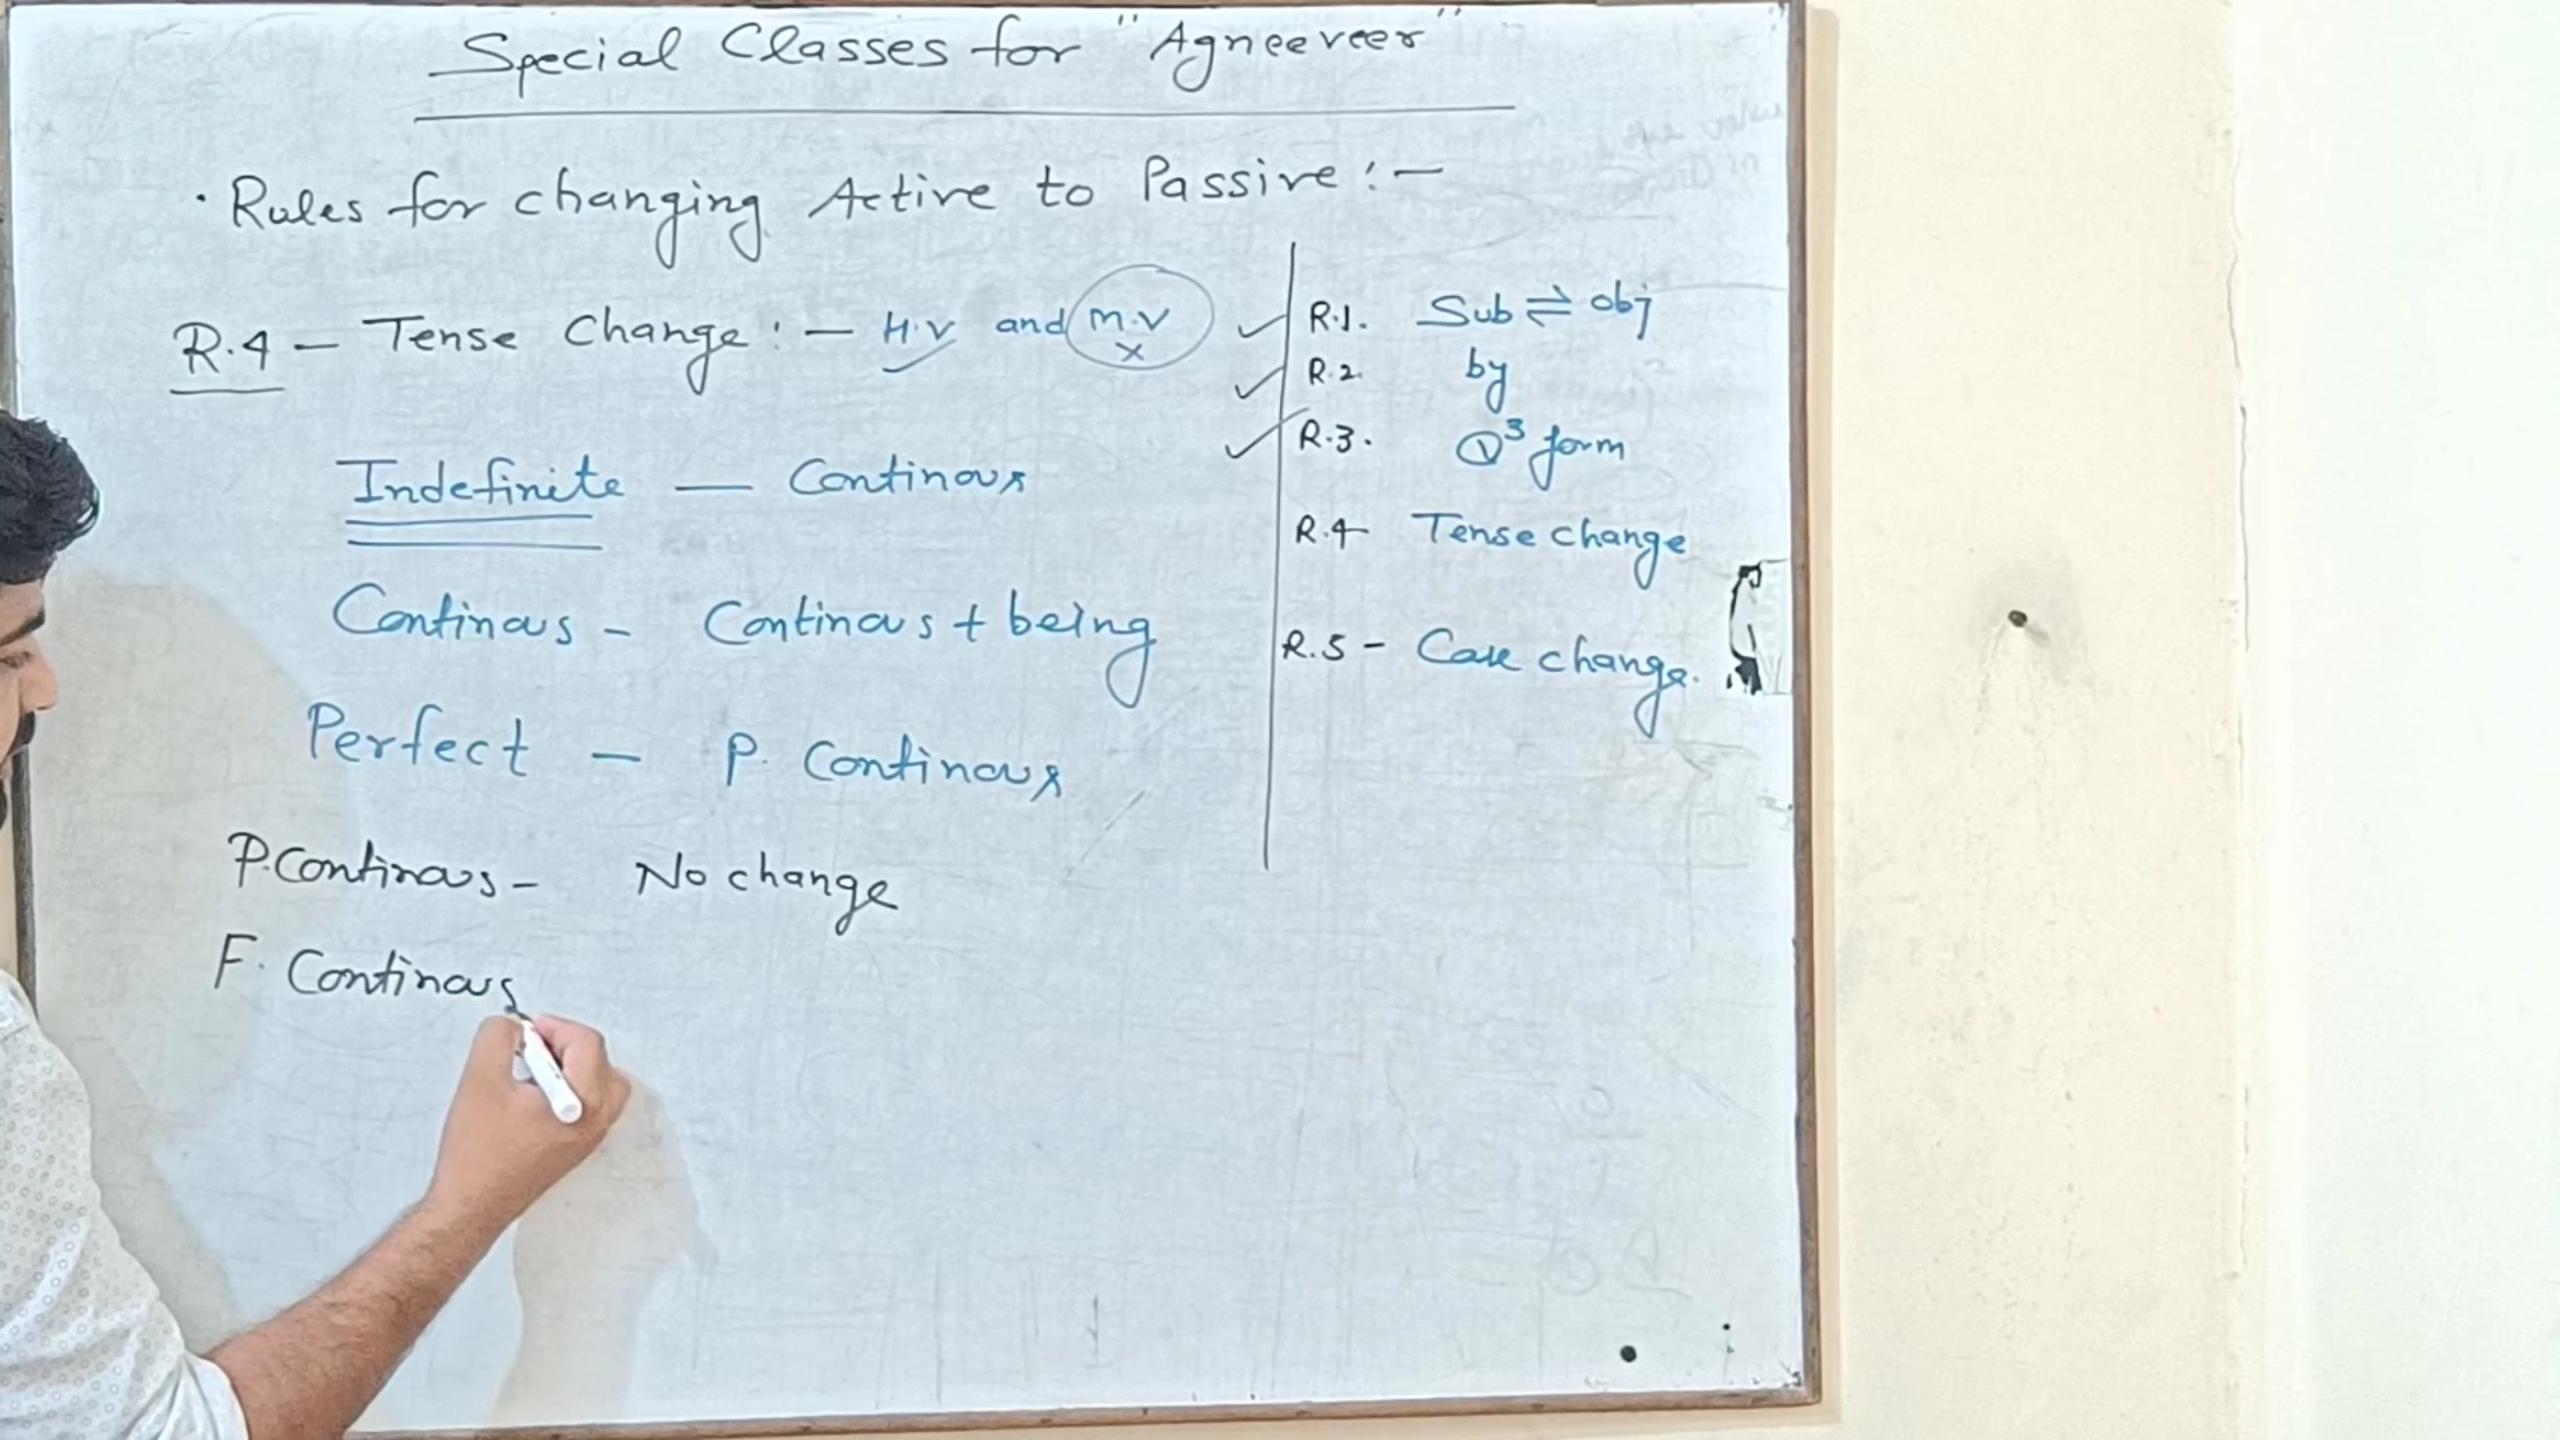 Special Classes for "Agneeveer"
• Rules for changing Active to Passive :-
R.4 - Tense Change :- H.V and M.V
x
Indefinite - Continous
Continous - Continous + being
Perfect - P. Continous
P. Continous - No change
F. Continous
R.1. Sub ⇌ obj
R.2. by
R.3. V³ form
R.4 Tense change
R.5 - Case change.